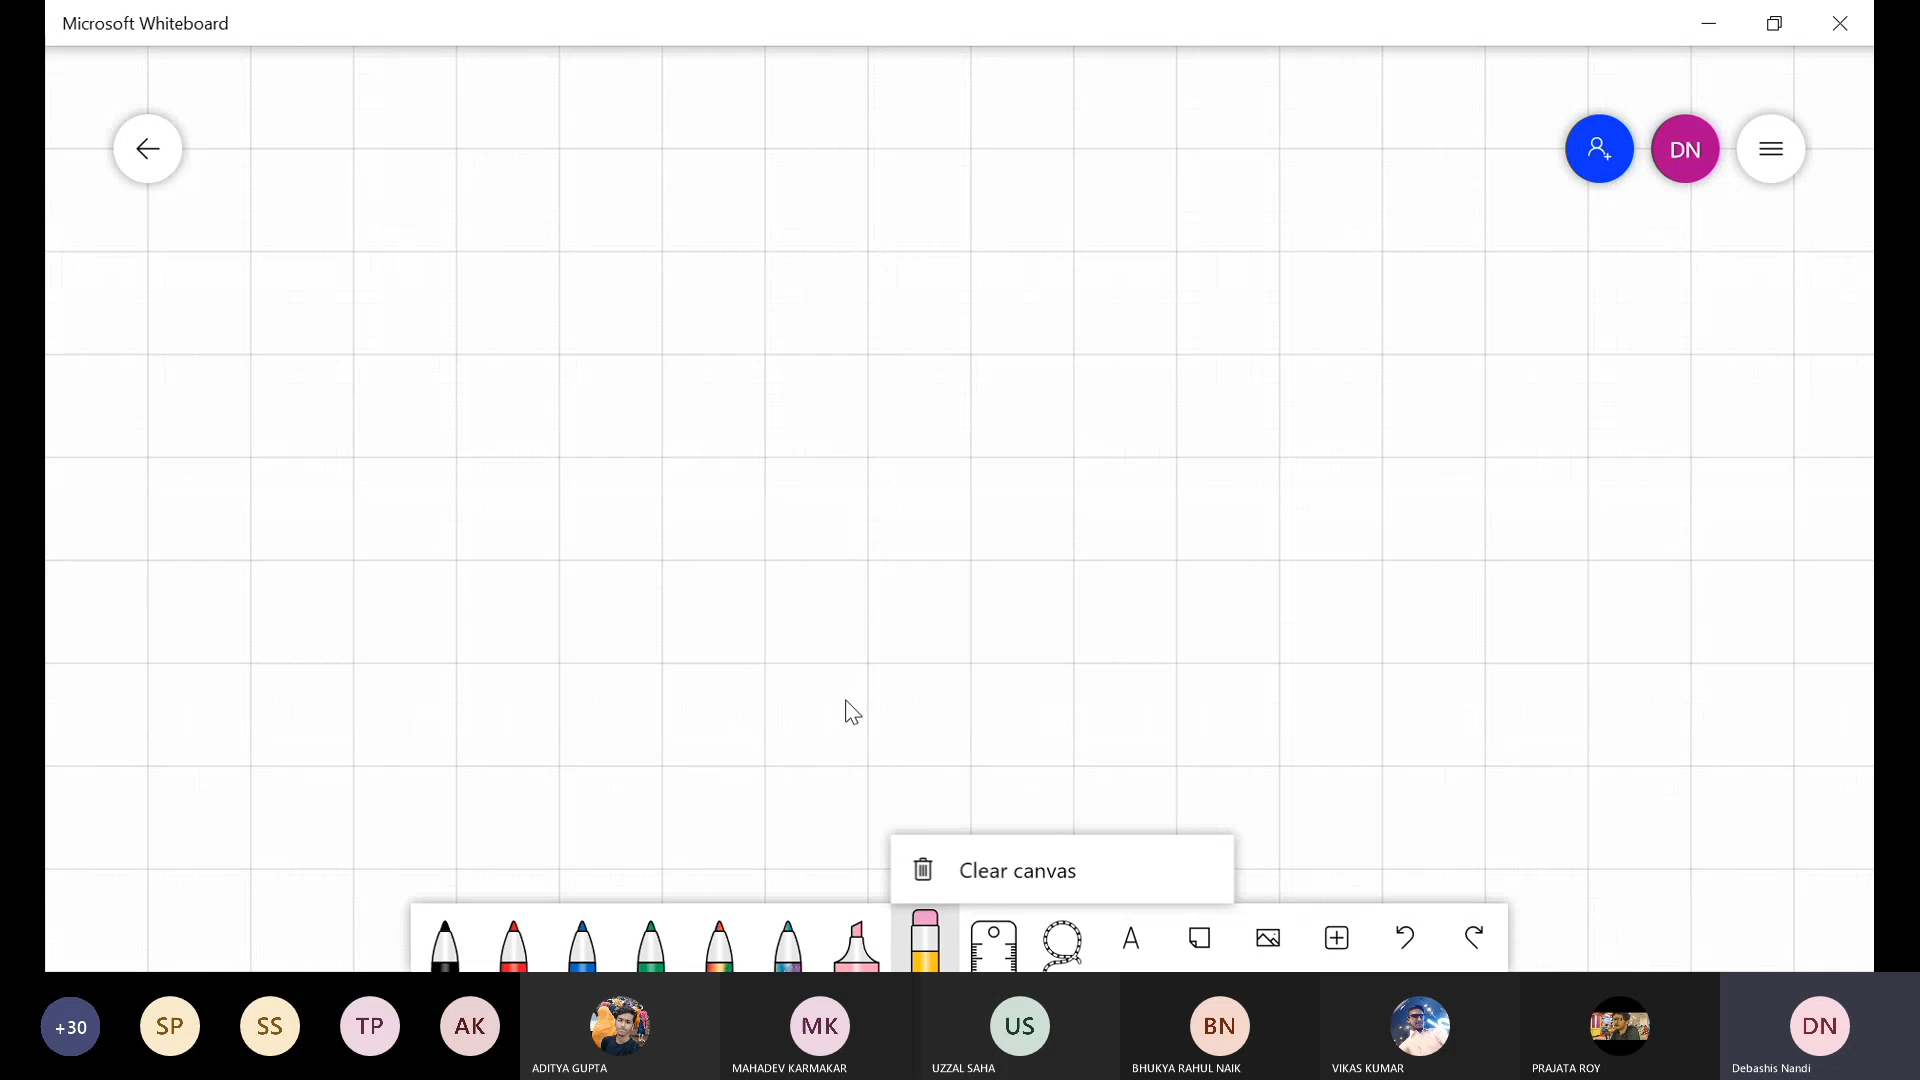 Microsoft Whiteboard
DN
Clear canvas
A
+30
SP
SS
TP
AK
MK
US
BN
DN
ADITYA GUPTA
MAHADEV KARMAKAR
UZZAL SAHA
BHUKYA RAHUL NAIK
VIKAS KUMAR
PRAJATA ROY
Debashis Nandi